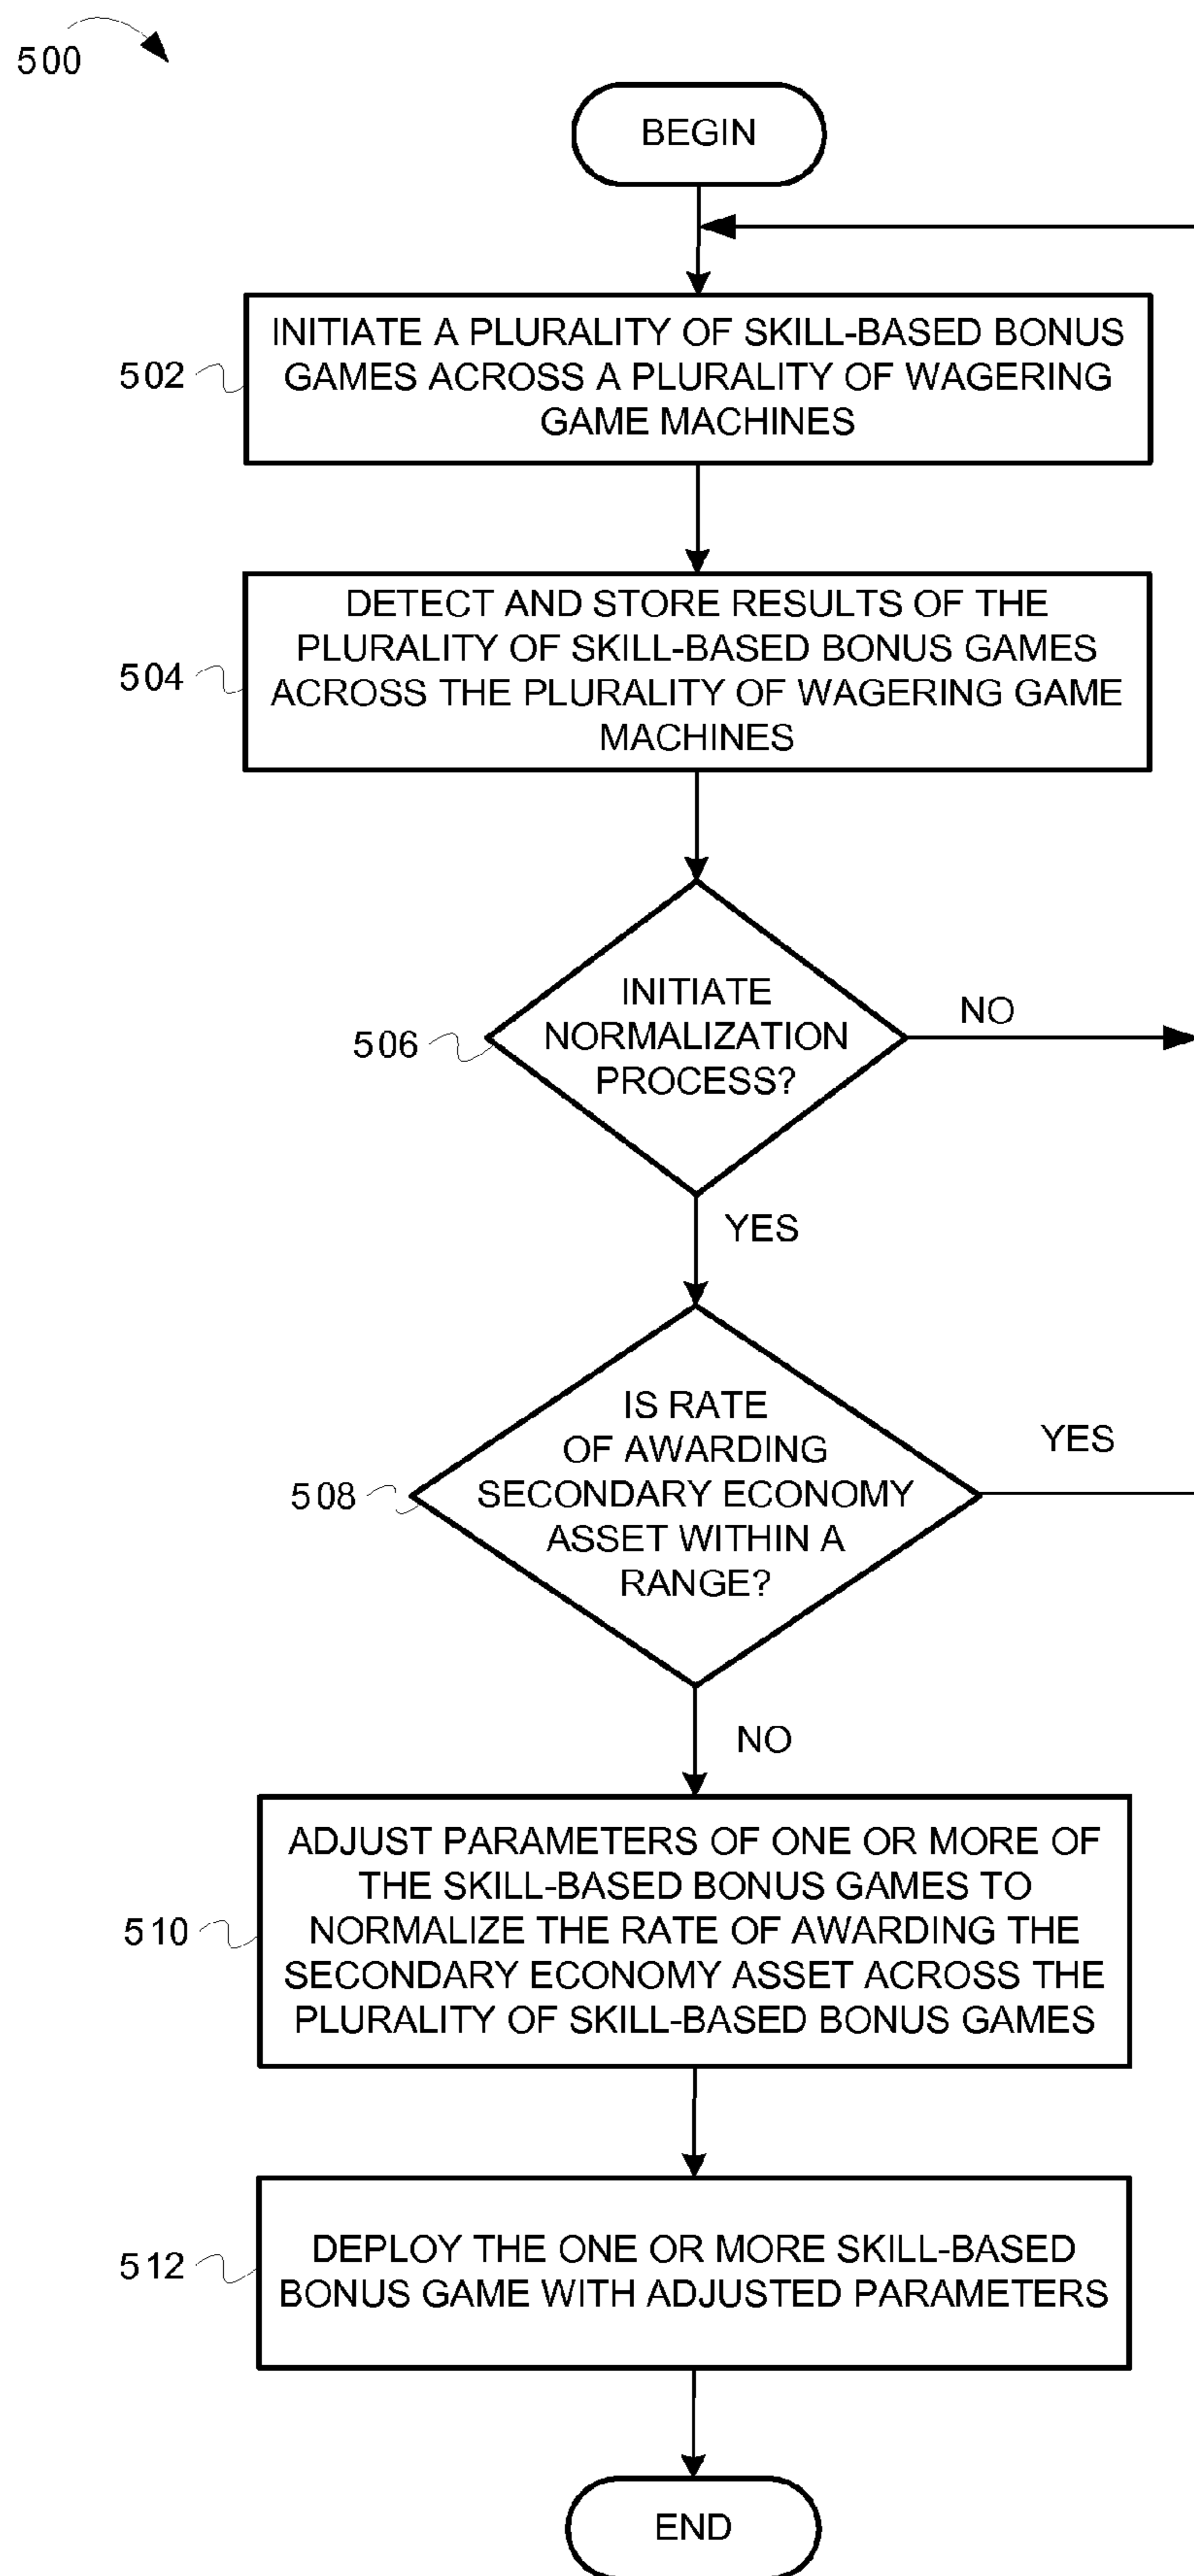 500
BEGIN
INITIATE A PLURALITY OF SKILL-BASED BONUS
GAMES ACROSS A PLURALITY OF WAGERING
GAME MACHINES
502
DETECT AND STORE RESULTS OF THE
PLURALITY OF SKILL-BASED BONUS GAMES
ACROSS THE PLURALITY OF WAGERING GAME
MACHINES
504
INITIATE
NORMALIZATION
PROCESS?
506
NO
YES
IS RATE
OF AWARDING
SECONDARY ECONOMY
ASSET WITHIN A
RANGE?
508
YES
NO
ADJUST PARAMETERS OF ONE OR MORE OF
THE SKILL-BASED BONUS GAMES TO
NORMALIZE THE RATE OF AWARDING THE
SECONDARY ECONOMY ASSET ACROSS THE
PLURALITY OF SKILL-BASED BONUS GAMES
510
DEPLOY THE ONE OR MORE SKILL-BASED
BONUS GAME WITH ADJUSTED PARAMETERS
512
END